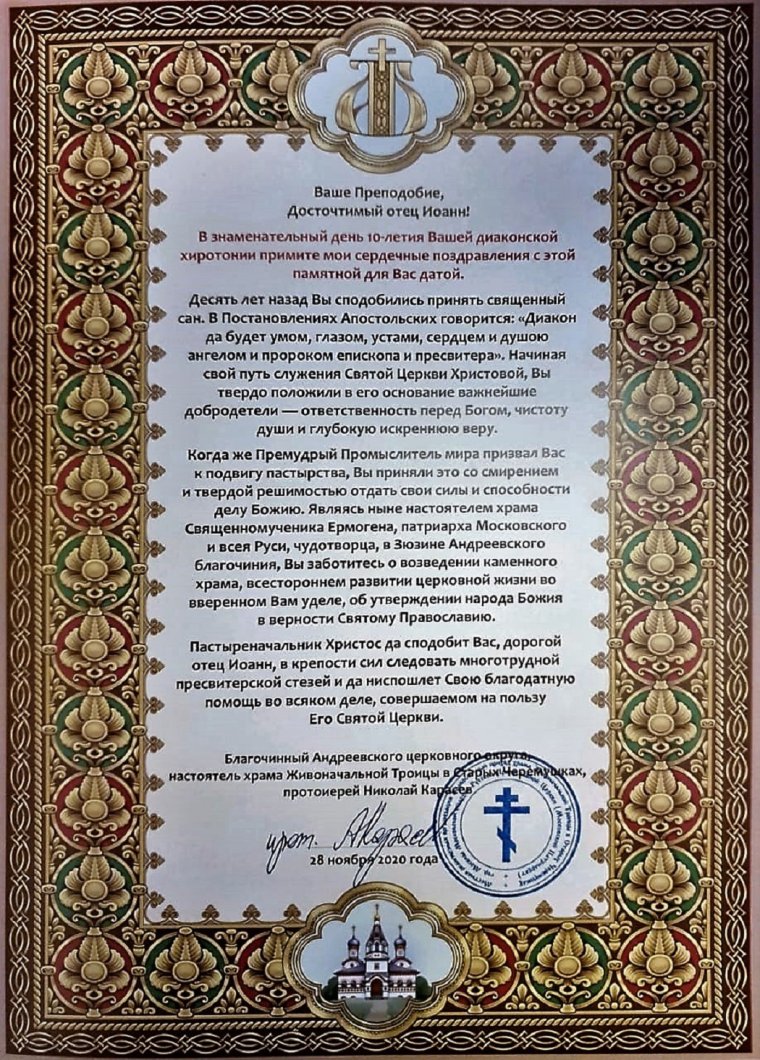 Ваше Преподобие,
Досточтимый отец Иоанн!
В знаменательный день 10-летия Вашей диаконской
хиротонии примите мои сердечные поздравления с этой
памятной для Вас датой.
Десять лет назад Вы сподобились принять священный
сан. В Постановлениях Апостольских говорится: «Диакон
да будет умом, глазом, устами, сердцем и душою
ангелом и пророком епископа и пресвитера». Начиная
свой путь служения Святой Церкви Христовой, Вы
твердо положили в его основание важнейшие
добродетели — ответственность перед Богом, чистоту
души и глубокую искреннюю веру.
Когда же Премудрый Промыслитель мира призвал Вас
к подвигу пастырства, Вы приняли это со смирением
и твердой решимостью отдать свои силы и способности
делу Божию. Являясь ныне настоятелем храма
Священномученика Ермогена, патриарха Московского
и всея Руси, чудотворца, в Зюзине Андреевского
благочиния, Вы заботитесь о возведении каменного
храма, всестороннем развитии церковной жизни во
вверенном Вам уделе, об утверждении народа Божия
в верности Святому Православию.
Пастыреначальник Христос да сподобит Вас, дорогой
отец Иоанн, в крепости сил следовать многотрудной
пресвитерской стезей и да ниспошлет Свою благодатную
помощь во всяком деле, совершаемом на пользу
Его Святой Церкви.
Благочинный Андреевского церковного округа,
настоятель храма Живоначальной Троицы в Старых Черемушках,
протоиерей Николай Карасев
прот.
28 ноября 2020 года